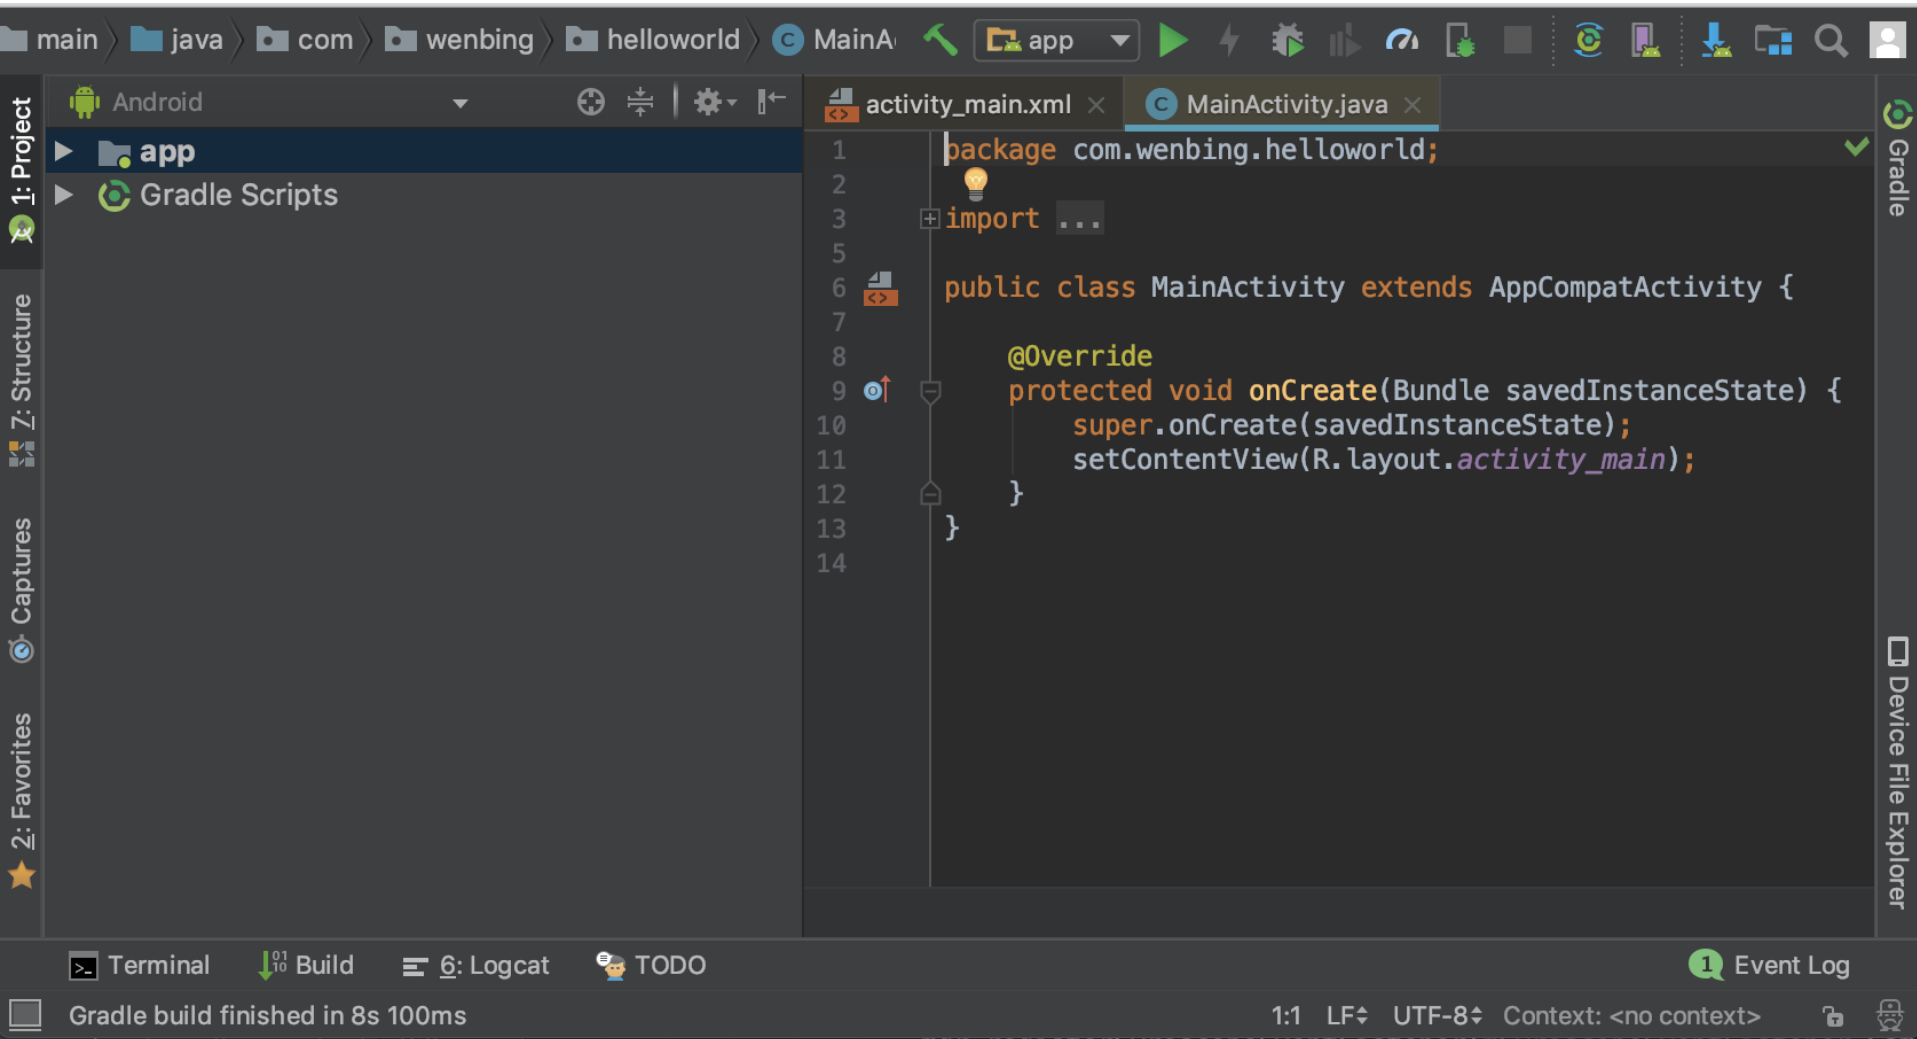 main java com wenbing helloworld C MainA app
Android
app
Gradle Scripts
1: Project
Z: Structure
Captures
2: Favorites
activity_main.xml
C MainActivity.java
1 package com.wenbing.helloworld;
2
3 import ...
5
6 public class MainActivity extends AppCompatActivity {
7
8 @Override
9 protected void onCreate(Bundle savedInstanceState) {
10 super.onCreate(savedInstanceState);
11 setContentView(R.layout.activity_main);
12 }
13 }
14
Gradle
Device File Explorer
Terminal
Build
6: Logcat
TODO
1 Event Log
Gradle build finished in 8s 100ms
1:1 LF UTF-8 Context: <no context>